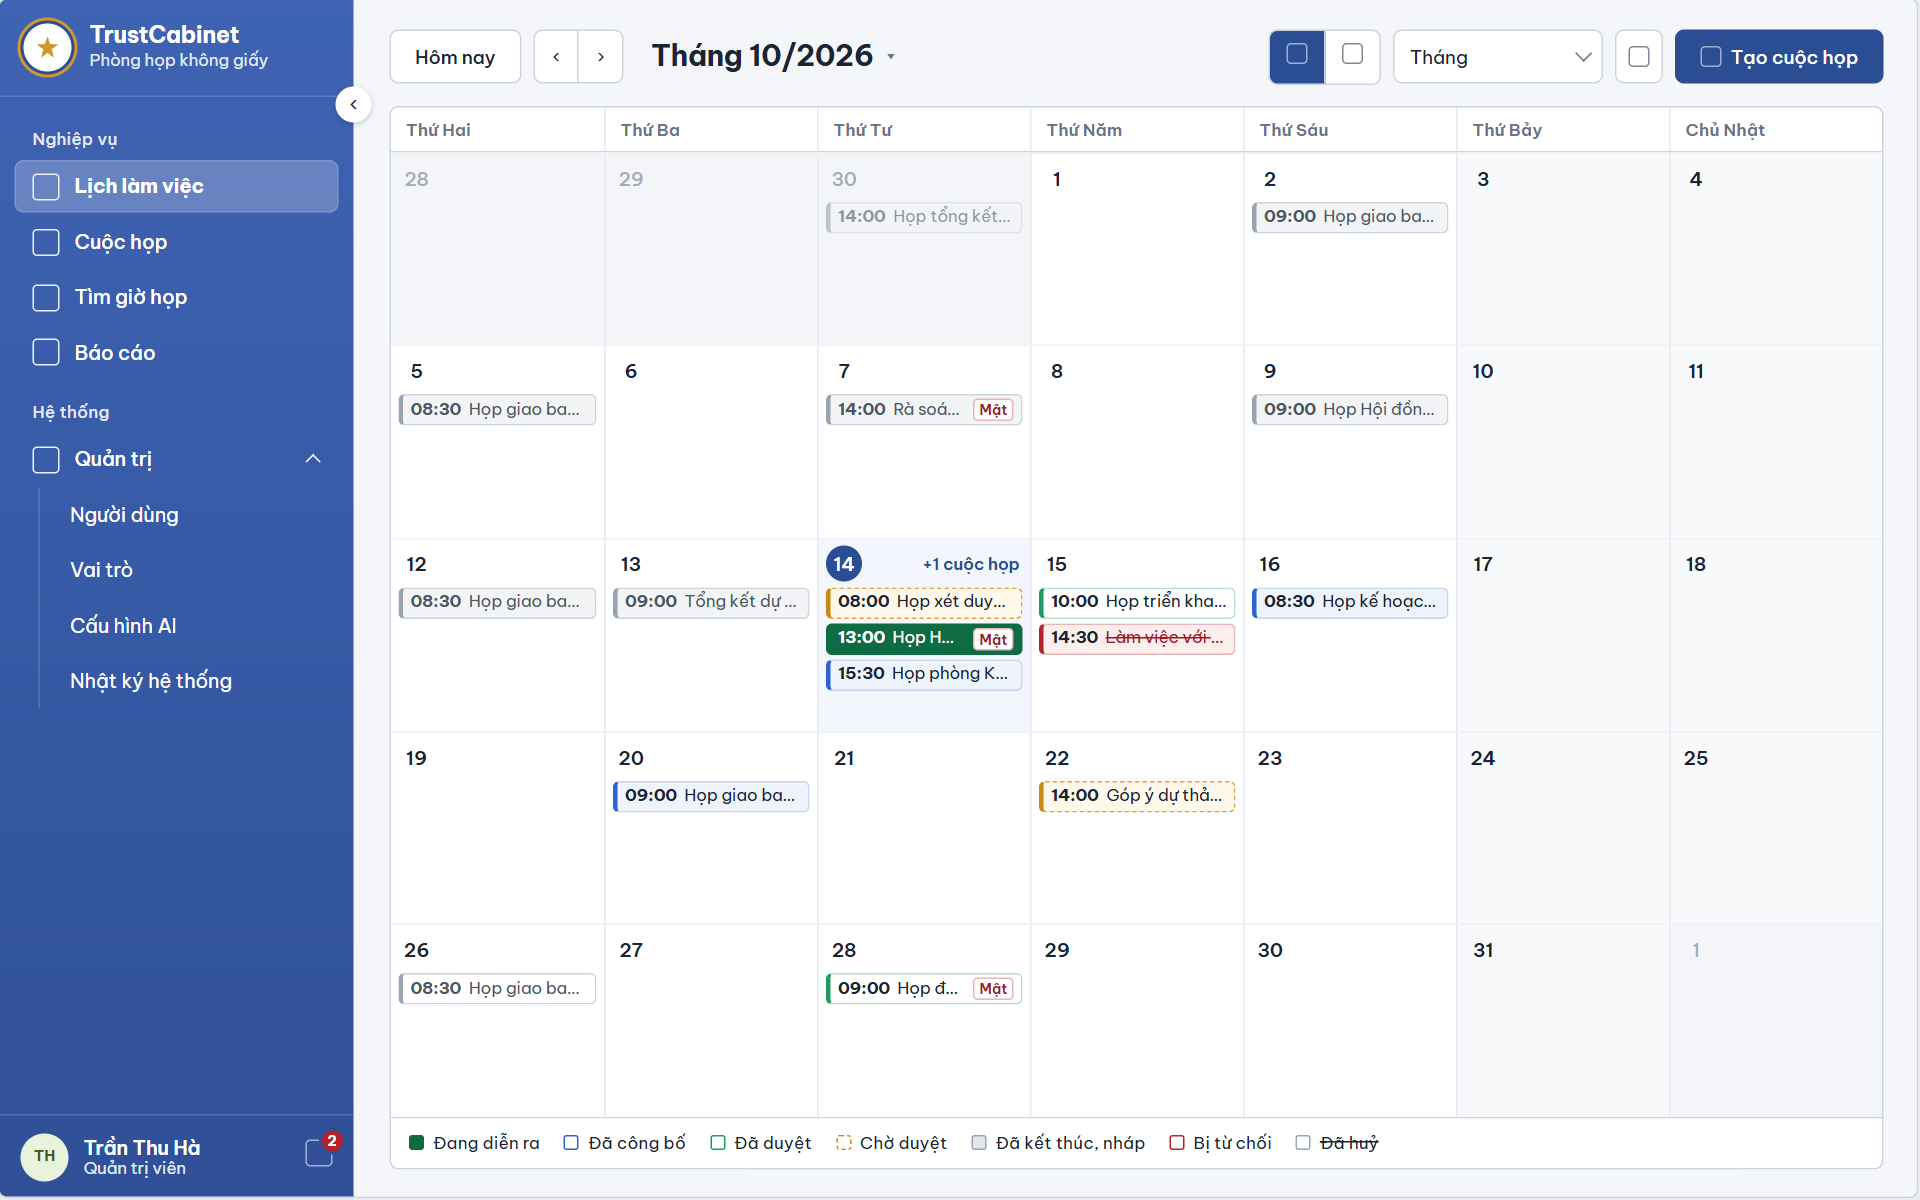 TrustCabinet
Phòng họp không giấy
Nghiệp vụ
Lịch làm việc
Cuộc họp
Tìm giờ họp
Báo cáo
Hệ thống
Quản trị
Người dùng
Vai trò
Cấu hình AI
Nhật ký hệ thống
TH
Trần Thu Hà
Quản trị viên
2
Hôm nay
Tháng 10/2026
Tháng
Tạo cuộc họp
Thứ Hai Thứ Ba Thứ Tư Thứ Năm Thứ Sáu Thứ Bảy Chủ Nhật
28 29 30 1 2 3 4
14:00 Họp tổng kết...
09:00 Họp giao ba...
5 6 7 8 9 10 11
08:30 Họp giao ba...
14:00 Rà soá... Mật
09:00 Họp Hội đồn...
12 13 14 +1 cuộc họp 15 16 17 18
08:30 Họp giao ba...
09:00 Tổng kết dự ...
08:00 Họp xét duy...
13:00 Họp H... Mật
15:30 Họp phòng K...
10:00 Họp triển kha...
14:30 Làm việc với ...
08:30 Họp kế hoạc...
19 20 21 22 23 24 25
09:00 Họp giao ba...
14:00 Góp ý dự thả...
26 27 28 29 30 31 1
08:30 Họp giao ba...
09:00 Họp đ... Mật
Đang diễn ra Đã công bố Đã duyệt Chờ duyệt Đã kết thúc, nháp Bị từ chối Đã huỷ